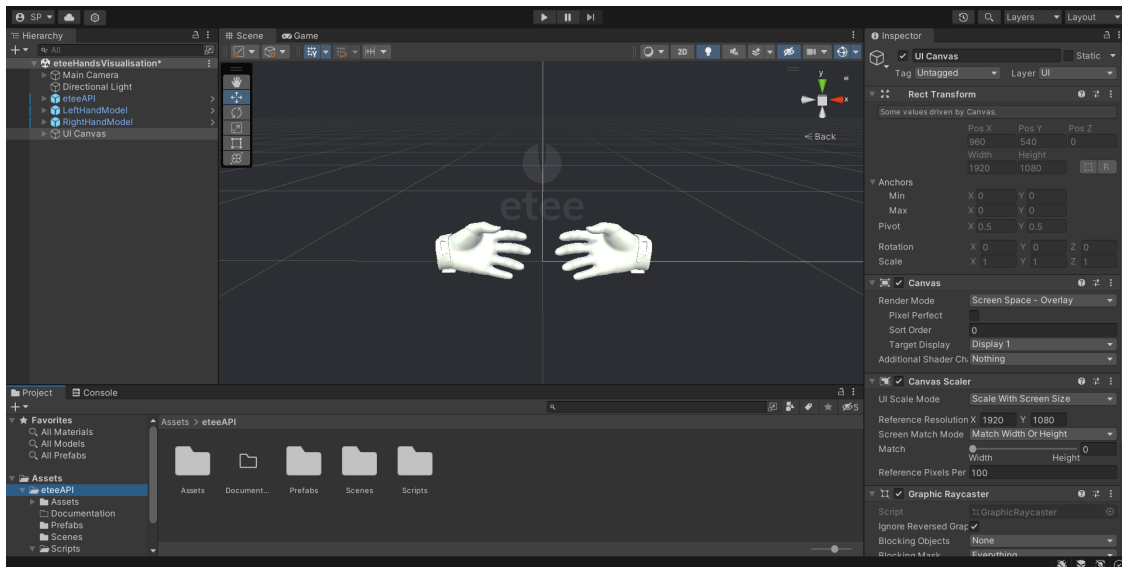 SP
Layers
Layout
Hierarchy
Scene
Game
Inspector
All
2D
eteeHandsVisualisation*
Main Camera
Directional Light
eteeAPI
LeftHandModel
RightHandModel
UI Canvas
y
x
Back
etee
UI Canvas
Static
Tag Untagged
Layer UI
Rect Transform
Some values driven by Canvas.
Pos X Pos Y Pos Z
960 540 0
Width Height
1920 1080
R
Anchors
Min X 0 Y 0
Max X 0 Y 0
Pivot X 0.5 Y 0.5
Rotation X 0 Y 0 Z 0
Scale X 1 Y 1 Z 1
Canvas
Render Mode Screen Space - Overlay
Pixel Perfect
Sort Order 0
Target Display Display 1
Additional Shader Ch Nothing
Canvas Scaler
UI Scale Mode Scale With Screen Size
Reference Resolution X 1920 Y 1080
Screen Match Mode Match Width Or Height
Match 0
Width Height
Reference Pixels Per 100
Graphic Raycaster
Script GraphicRaycaster
Ignore Reversed Grap
Blocking Objects None
Blocking Mask Everything
Project
Console
5
Favorites
All Materials
All Models
All Prefabs
Assets
eteeAPI
Assets
Documentation
Prefabs
Scenes
Scripts
Assets > eteeAPI
Assets Document... Prefabs Scenes Scripts